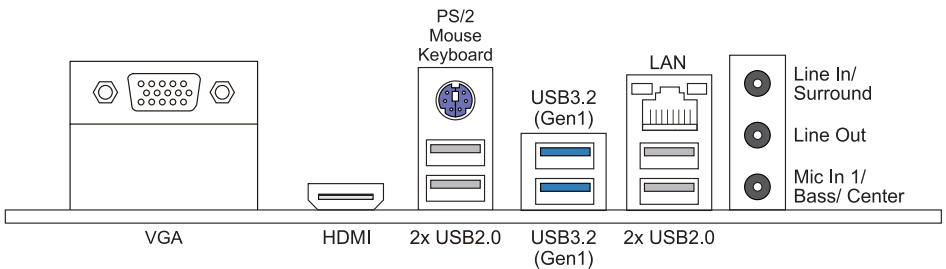 PS/2
Mouse
Keyboard
USB3.2
(Gen1)
LAN
Line In/
Surround
Line Out
Mic In 1/
Bass/ Center
VGA
HDMI
2x USB2.0
USB3.2
(Gen1)
2x USB2.0